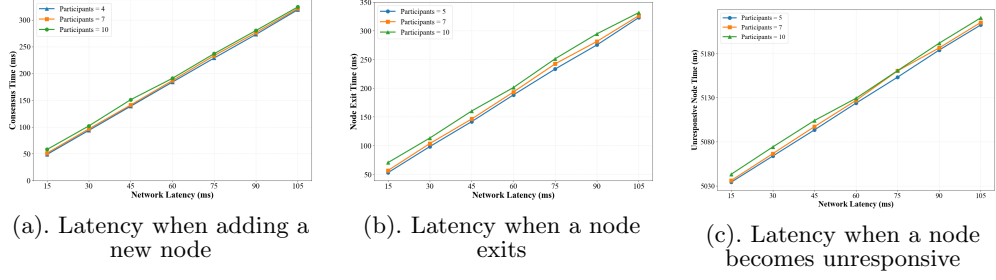 Participants = 4
Participants = 7
Participants = 10
Consensus Time (ms)
300
250
200
150
100
50
0
15 30 45 60 75 90 105
Network Latency (ms)
(a). Latency when adding a
new node
Participants = 5
Participants = 7
Participants = 10
Node Exit Time (ms)
350
300
250
200
150
100
50
15 30 45 60 75 90 105
Network Latency (ms)
(b). Latency when a node
exits
Participants = 5
Participants = 7
Participants = 10
Unresponsive Node Time (ms)
5180
5130
5080
5030
15 30 45 60 75 90 105
Network Latency (ms)
(c). Latency when a node
becomes unresponsive